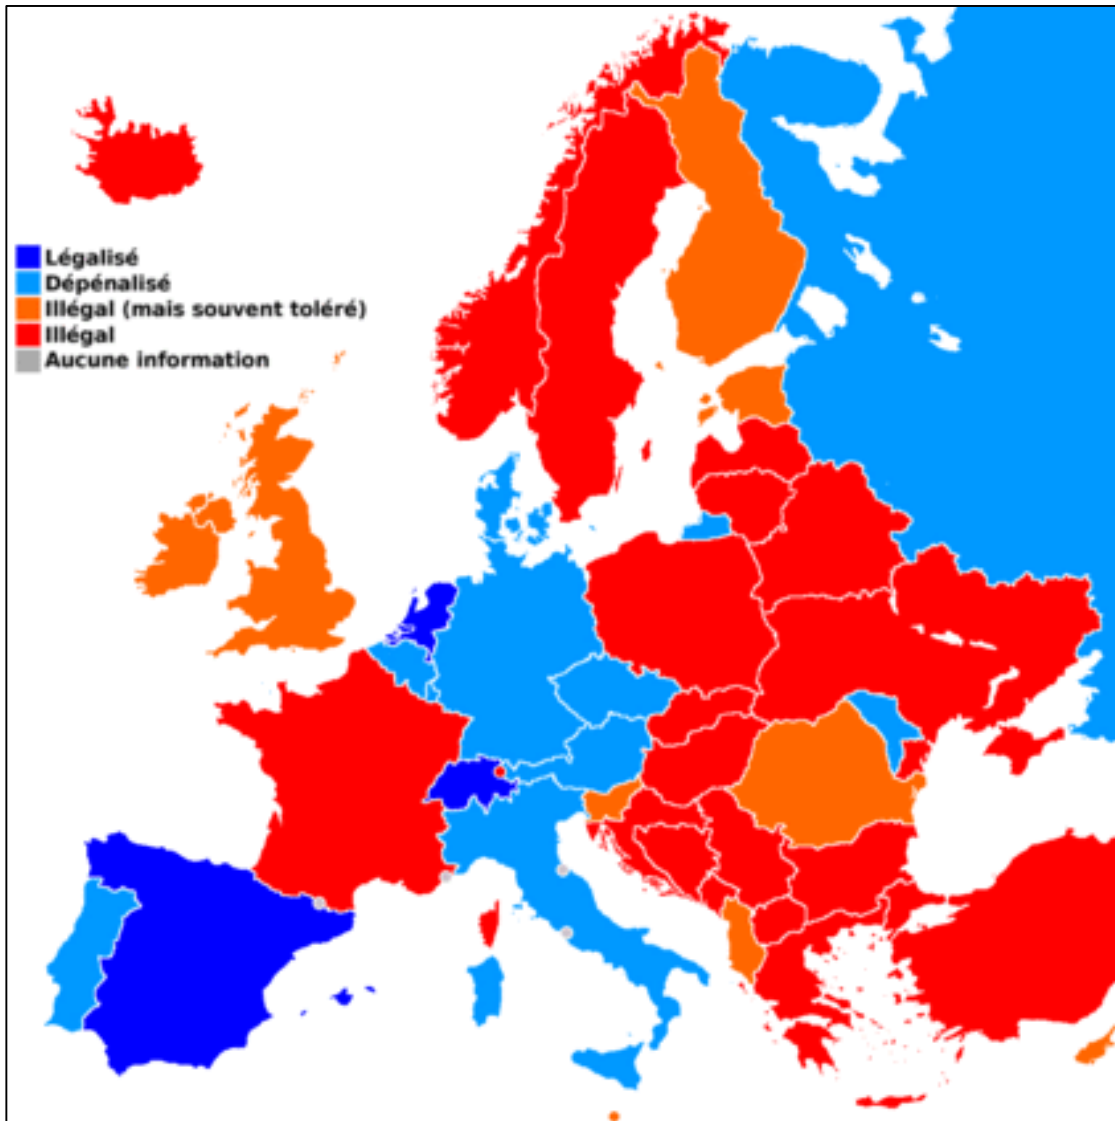 Légalisé
Dépénalisé
Illégal (mais souvent toléré)
Illégal
Aucune information